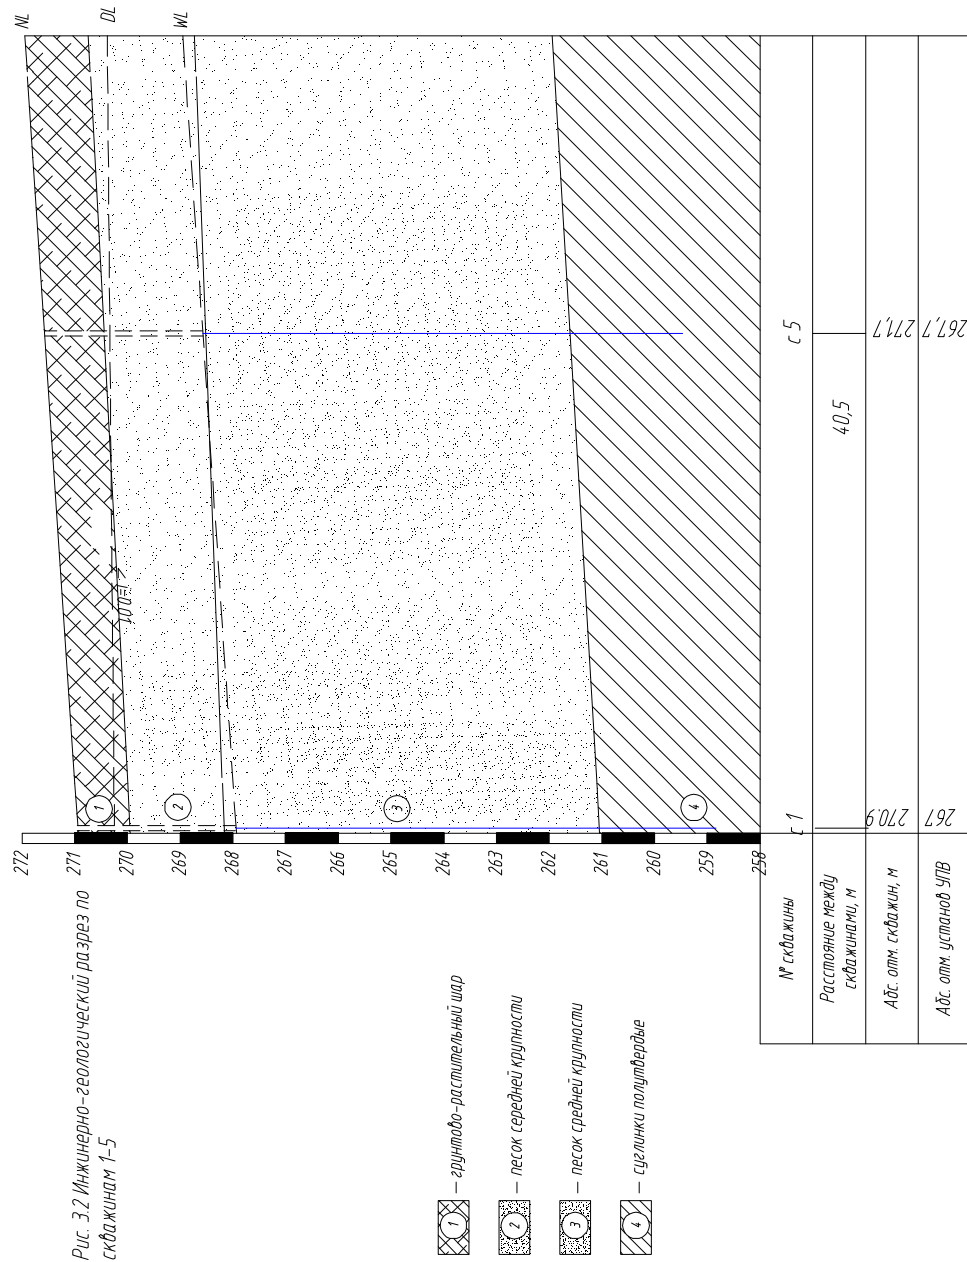 Рис. 3.2 Инжинерно-геологический разрез по
скважинам 1-5
NL
DL
WL
272
271
270
269
268
267
266
265
264
263
262
261
260
259
258
1
2
3
4
1 – грунтово-растительный шар
2 – песок середней крупности
3 – песок средней крупности
4 – суглинки полутвердые
№ скважины
с 1
с 5
Расстояние между
скважинами, м
40,5
Абс. отм. скважин, м
270,9
271,7
Абс. отм. установ УПВ
267
267,7